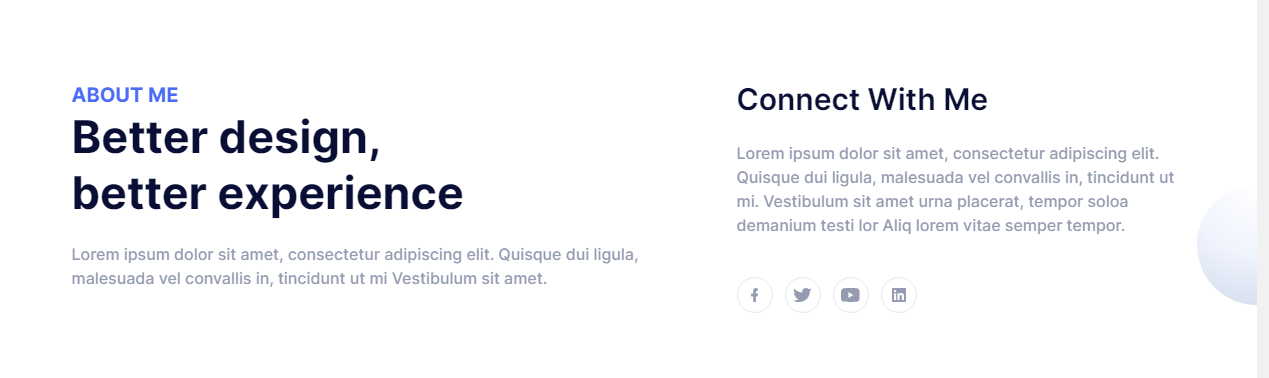 ABOUT ME
Better design,
better experience
Lorem ipsum dolor sit amet, consectetur adipiscing elit. Quisque dui ligula,
malesuada vel convallis in, tincidunt ut mi Vestibulum sit amet.
Connect With Me
Lorem ipsum dolor sit amet, consectetur adipiscing elit.
Quisque dui ligula, malesuada vel convallis in, tincidunt ut
mi. Vestibulum sit amet urna placerat, tempor soloa
demanium testi lor Aliq lorem vitae semper tempor.